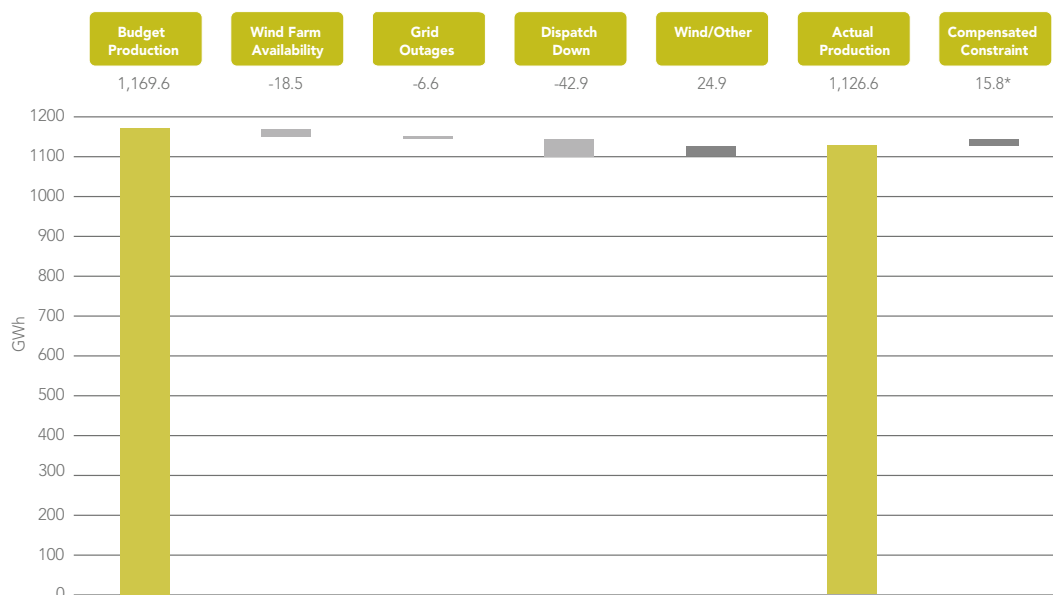 Budget
Production
Wind Farm
Availability
Grid
Outages
Dispatch
Down
Wind/Other
Actual
Production
Compensated
Constraint
1,169.6
-18.5
-6.6
-42.9
24.9
1,126.6
15.8*
1200
1100
1000
900
800
700
600
500
400
300
200
100
0
GWh